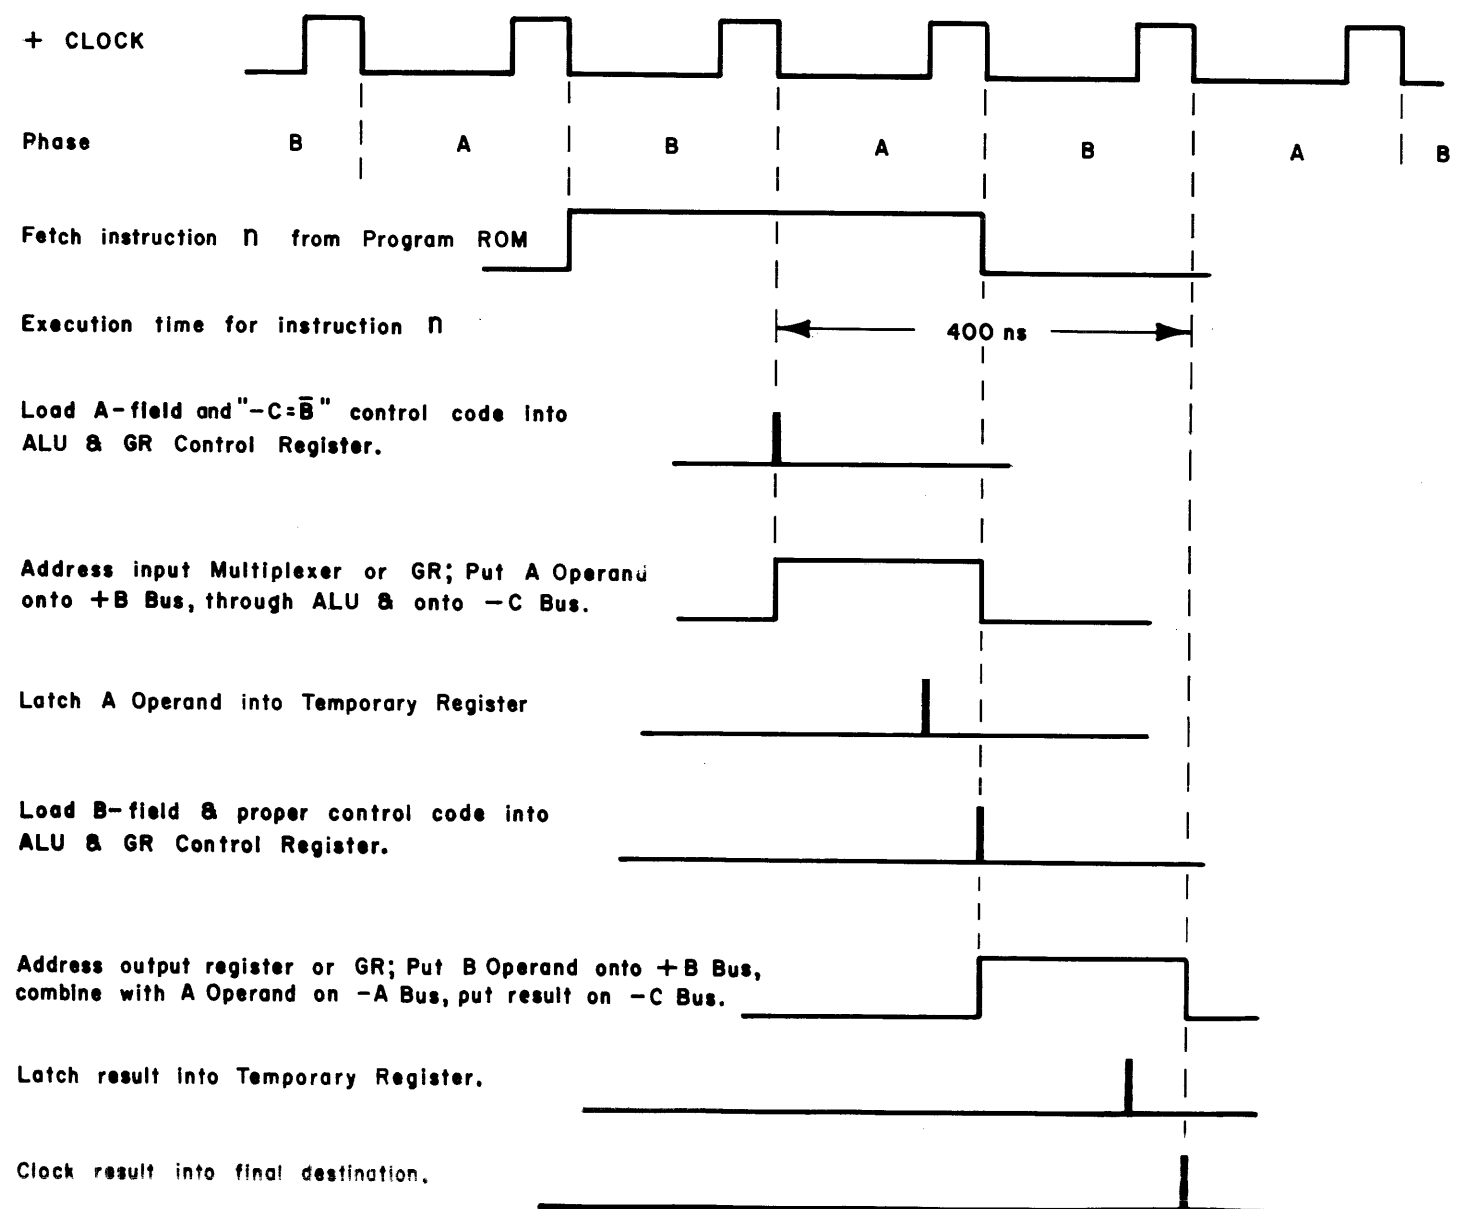 + CLOCK
Phase B A B A B A B
Fetch instruction n from Program ROM
Execution time for instruction n
400 ns
Load A-field and "-C=B̅" control code into
ALU & GR Control Register.
Address input Multiplexer or GR; Put A Operand
onto +B Bus, through ALU & onto -C Bus.
Latch A Operand into Temporary Register
Load B-field & proper control code into
ALU & GR Control Register.
Address output register or GR; Put B Operand onto +B Bus,
combine with A Operand on -A Bus, put result on -C Bus.
Latch result into Temporary Register.
Clock result into final destination.